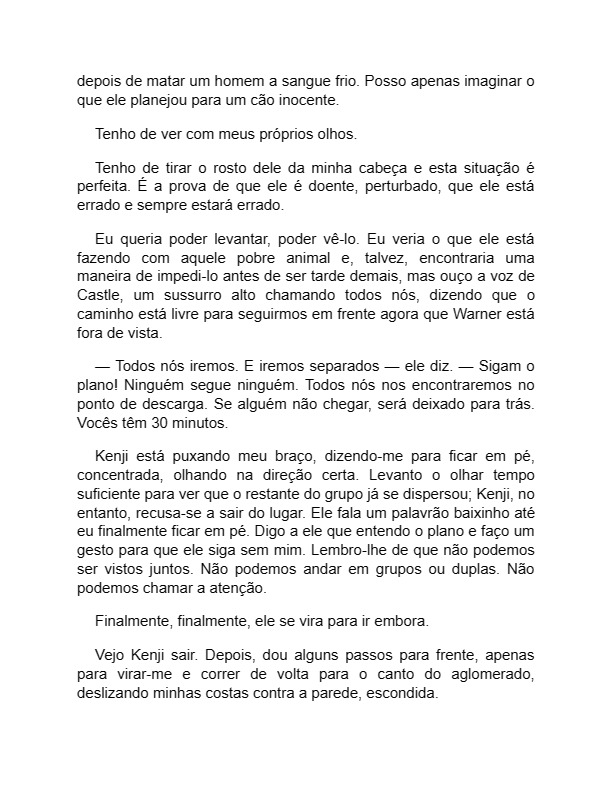 depois de matar um homem a sangue frio. Posso apenas imaginar o
que ele planejou para um cão inocente.
Tenho de ver com meus próprios olhos.
Tenho de tirar o rosto dele da minha cabeça e esta situação é
perfeita. É a prova de que ele é doente, perturbado, que ele está
errado e sempre estará errado.
Eu queria poder levantar, poder vê-lo. Eu veria o que ele está
fazendo com aquele pobre animal e, talvez, encontraria uma
maneira de impedi-lo antes de ser tarde demais, mas ouço a voz de
Castle, um sussurro alto chamando todos nós, dizendo que o
caminho está livre para seguirmos em frente agora que Warner está
fora de vista.
— Todos nós iremos. E iremos separados — ele diz. — Sigam o
plano! Ninguém segue ninguém. Todos nós nos encontraremos no
ponto de descarga. Se alguém não chegar, será deixado para trás.
Vocês têm 30 minutos.
Kenji está puxando meu braço, dizendo-me para ficar em pé,
concentrada, olhando na direção certa. Levanto o olhar tempo
suficiente para ver que o restante do grupo já se dispersou; Kenji, no
entanto, recusa-se a sair do lugar. Ele fala um palavrão baixinho até
eu finalmente ficar em pé. Digo a ele que entendo o plano e faço um
gesto para que ele siga sem mim. Lembro-lhe de que não podemos
ser vistos juntos. Não podemos andar em grupos ou duplas. Não
podemos chamar a atenção.
Finalmente, finalmente, ele se vira para ir embora.
Vejo Kenji sair. Depois, dou alguns passos para frente, apenas
para virar-me e correr de volta para o canto do aglomerado,
deslizando minhas costas contra a parede, escondida.